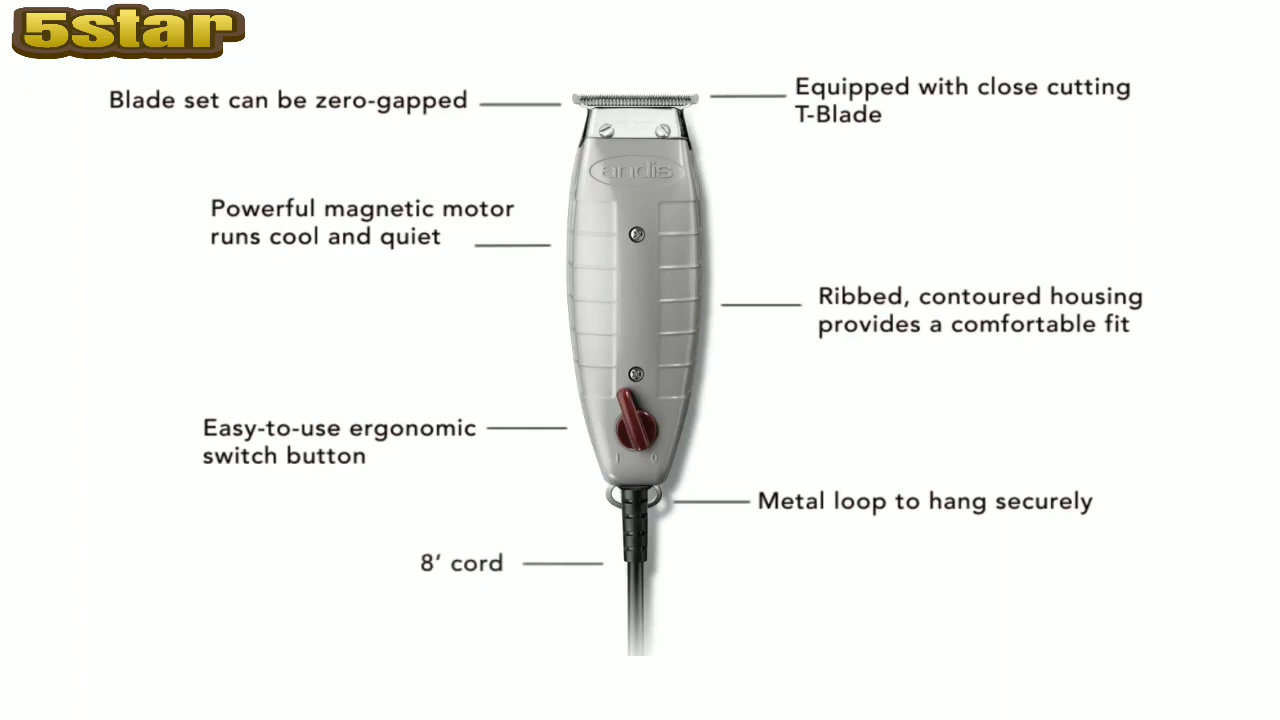 5star
Blade set can be zero-gapped
Equipped with close cutting
T-Blade
andis
Powerful magnetic motor
runs cool and quiet
Ribbed, contoured housing
provides a comfortable fit
Easy-to-use ergonomic
switch button
I 0
Metal loop to hang securely
8’ cord